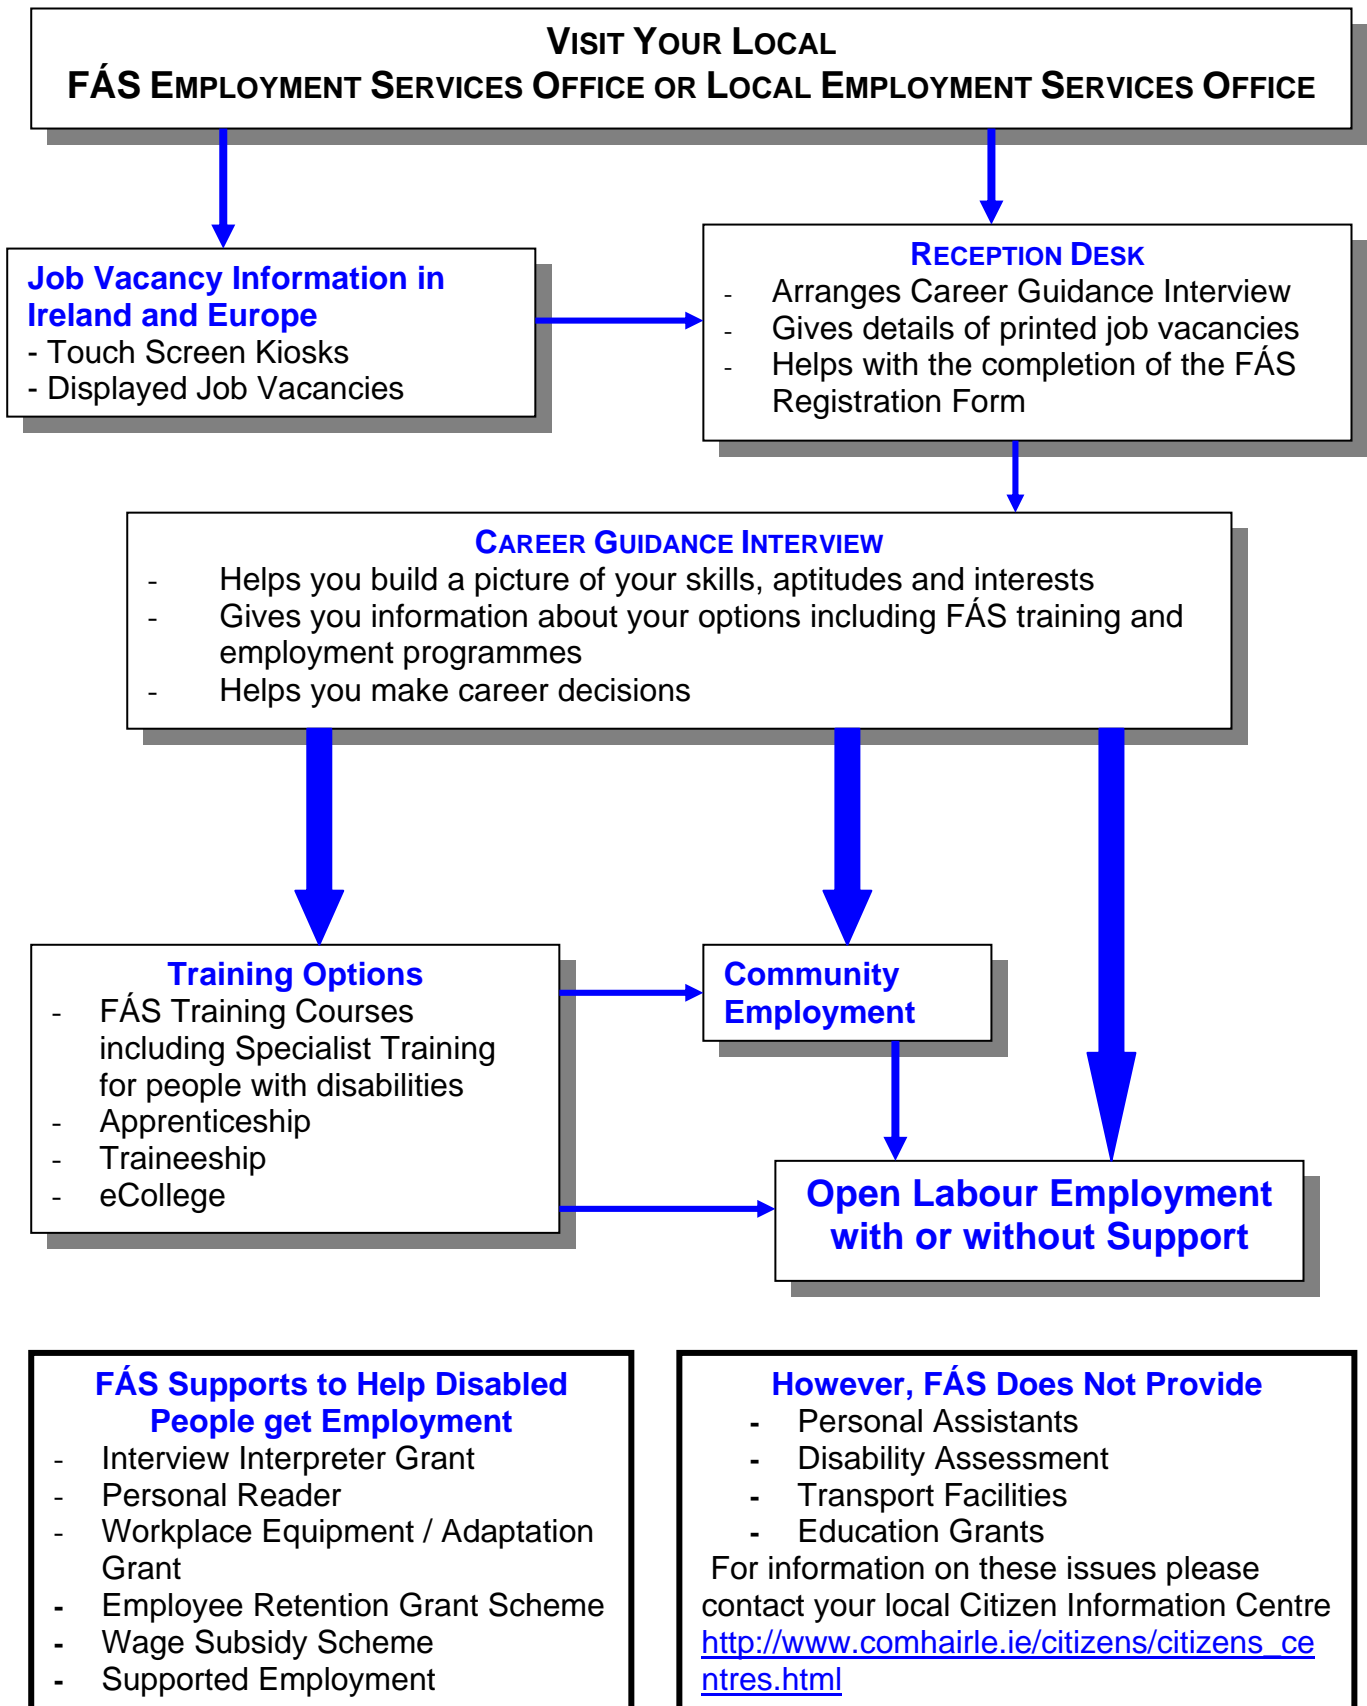 VISIT YOUR LOCAL
FÁS EMPLOYMENT SERVICES OFFICE OR LOCAL EMPLOYMENT SERVICES OFFICE
Job Vacancy Information in
Ireland and Europe
- Touch Screen Kiosks
- Displayed Job Vacancies
RECEPTION DESK
- Arranges Career Guidance Interview
- Gives details of printed job vacancies
- Helps with the completion of the FÁS
Registration Form
CAREER GUIDANCE INTERVIEW
- Helps you build a picture of your skills, aptitudes and interests
- Gives you information about your options including FÁS training and
employment programmes
- Helps you make career decisions
Training Options
- FÁS Training Courses
including Specialist Training
for people with disabilities
- Apprenticeship
- Traineeship
- eCollege
Community
Employment
Open Labour Employment
with or without Support
FÁS Supports to Help Disabled
People get Employment
- Interview Interpreter Grant
- Personal Reader
- Workplace Equipment / Adaptation
Grant
- Employee Retention Grant Scheme
- Wage Subsidy Scheme
- Supported Employment
However, FÁS Does Not Provide
- Personal Assistants
- Disability Assessment
- Transport Facilities
- Education Grants
For information on these issues please
contact your local Citizen Information Centre
http://www.comhairle.ie/citizens/citizens_ce
ntres.html